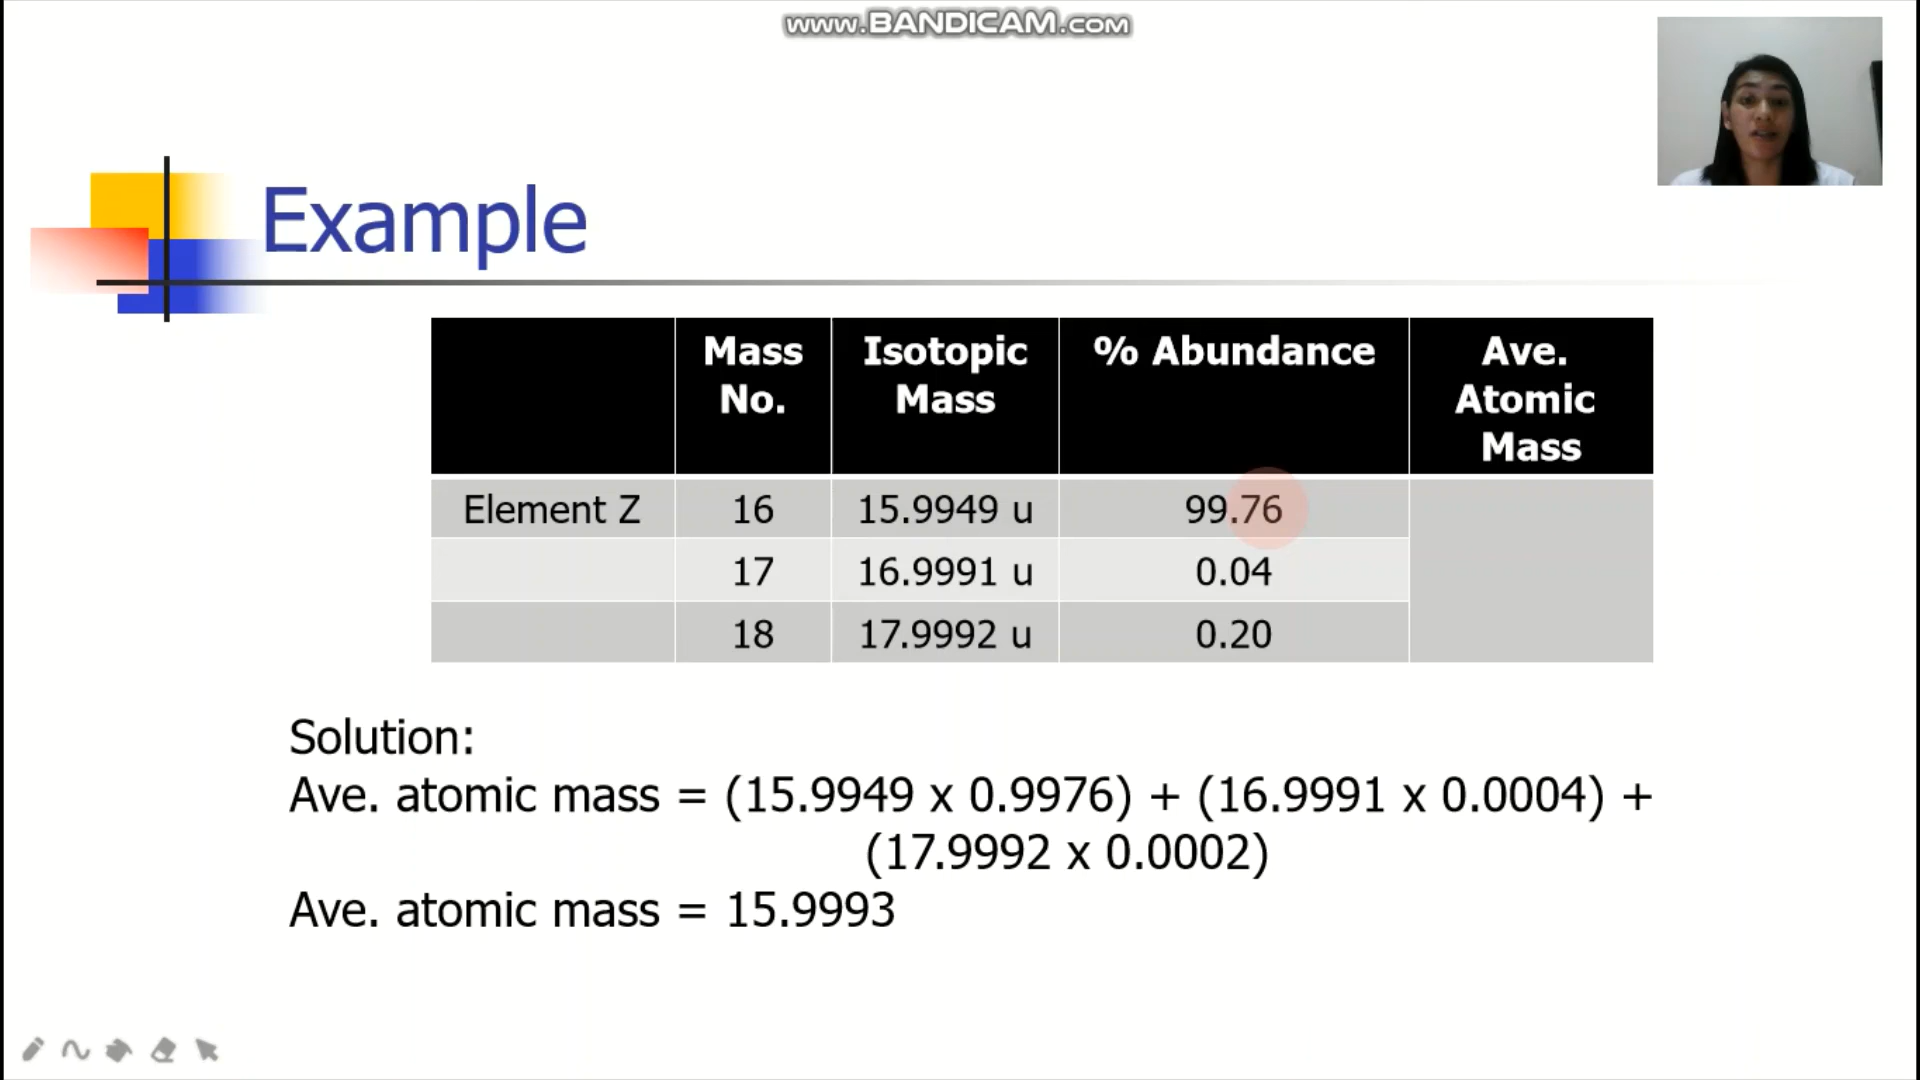 www.BANDICAM.com
Example
Mass No. Isotopic Mass % Abundance Ave. Atomic Mass
Element Z 16 15.9949 u 99.76
17 16.9991 u 0.04
18 17.9992 u 0.20
Solution:
Ave. atomic mass = (15.9949 x 0.9976) + (16.9991 x 0.0004) +
(17.9992 x 0.0002)
Ave. atomic mass = 15.9993